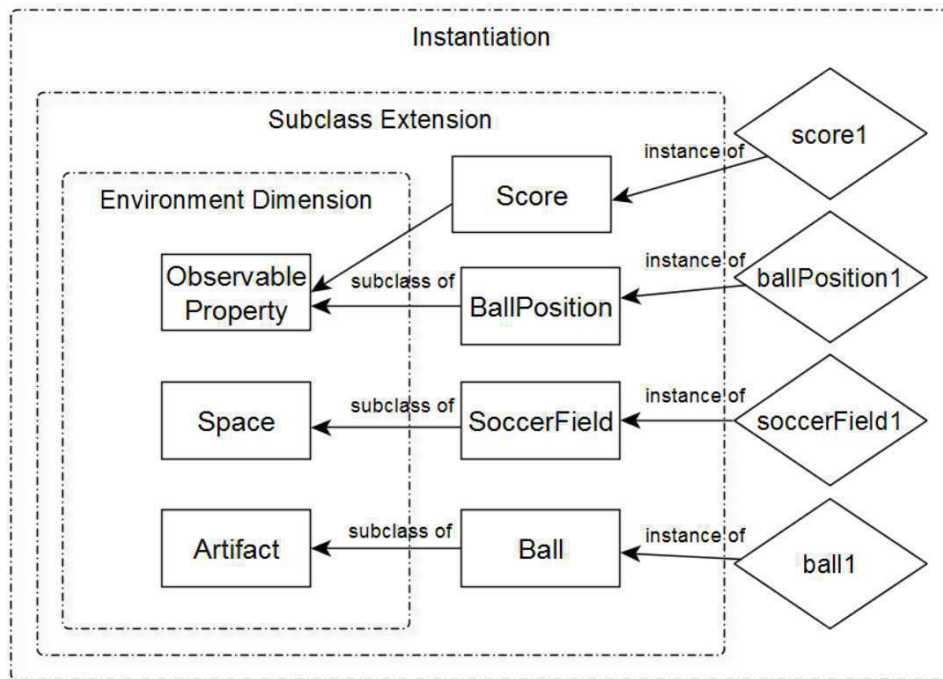 Instantiation
Subclass Extension
Environment Dimension
instance of
score1
Score
Observable
Property
subclass of
BallPosition
instance of
ballPosition1
Space
subclass of
SoccerField
instance of
soccerField1
Artifact
subclass of
Ball
instance of
ball1